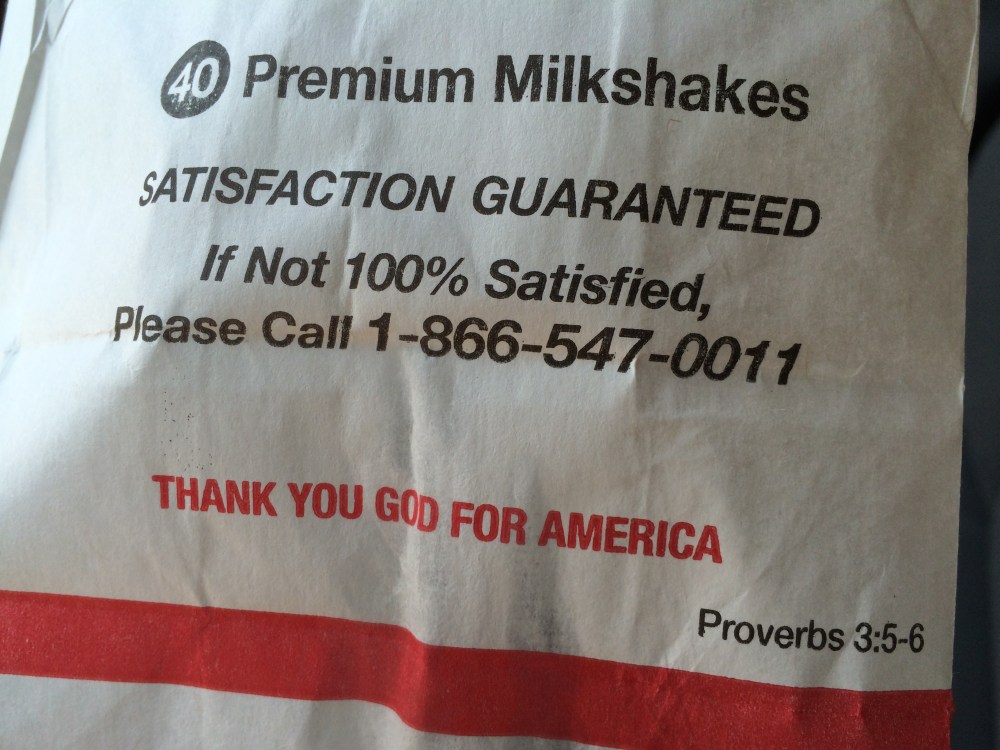 40 Premium Milkshakes
SATISFACTION GUARANTEED
If Not 100% Satisfied,
Please Call 1-866-547-0011
THANK YOU GOD FOR AMERICA
Proverbs 3:5-6